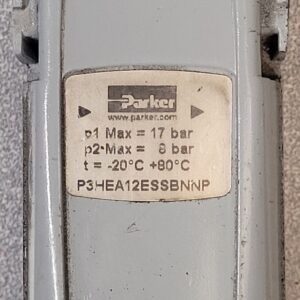 Parker
www.parker.com
p1 Max = 17 bar
p2 Max = 8 bar
t = -20°C +80°C
P3HEA12ESSBNNP